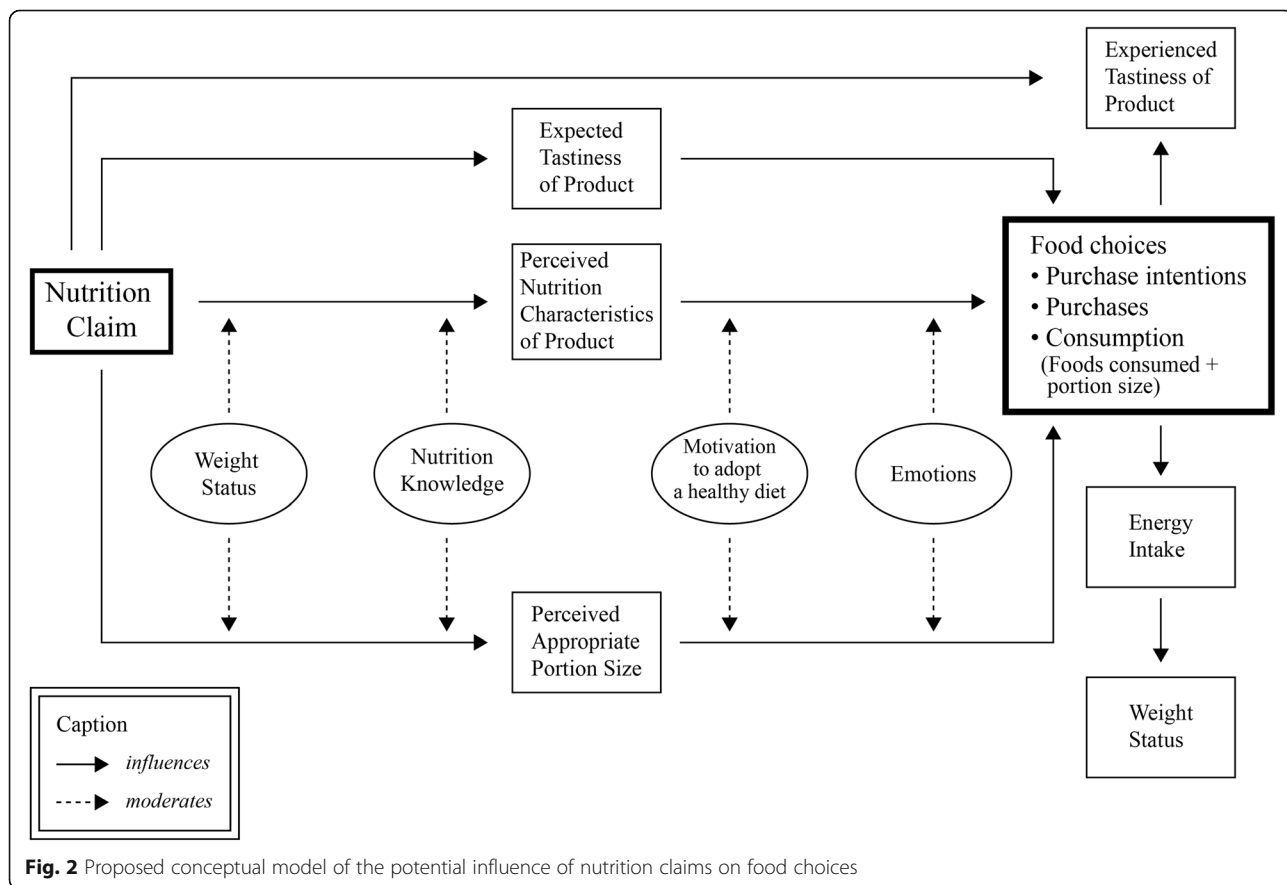 Experienced
Tastiness of
Product
Expected
Tastiness
of Product
Nutrition
Claim
Perceived
Nutrition
Characteristics
of Product
Food choices
• Purchase intentions
• Purchases
• Consumption
(Foods consumed +
portion size)
Weight
Status
Nutrition
Knowledge
Motivation
to adopt
a healthy diet
Emotions
Energy
Intake
Perceived
Appropriate
Portion Size
Weight
Status
Caption
influences
moderates
Fig. 2 Proposed conceptual model of the potential influence of nutrition claims on food choices